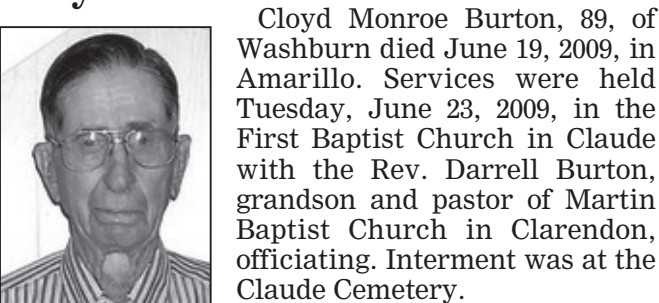 Cloyd Monroe Burton, 89, of
Washburn died June 19, 2009, in
Amarillo. Services were held
Tuesday, June 23, 2009, in the
First Baptist Church in Claude
with the Rev. Darrell Burton,
grandson and pastor of Martin
Baptist Church in Clarendon,
officiating. Interment was at the
Claude Cemetery.